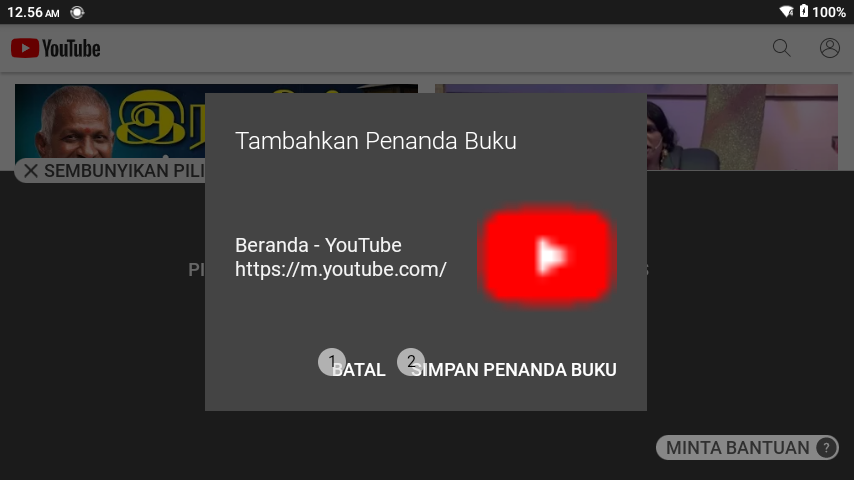 12.56 AM
100%
YouTube
Tambahkan Penanda Buku
SEMBUNYIKAN PILI
Beranda - YouTube
https://m.youtube.com/
1 BATAL
2 SIMPAN PENANDA BUKU
MINTA BANTUAN ?